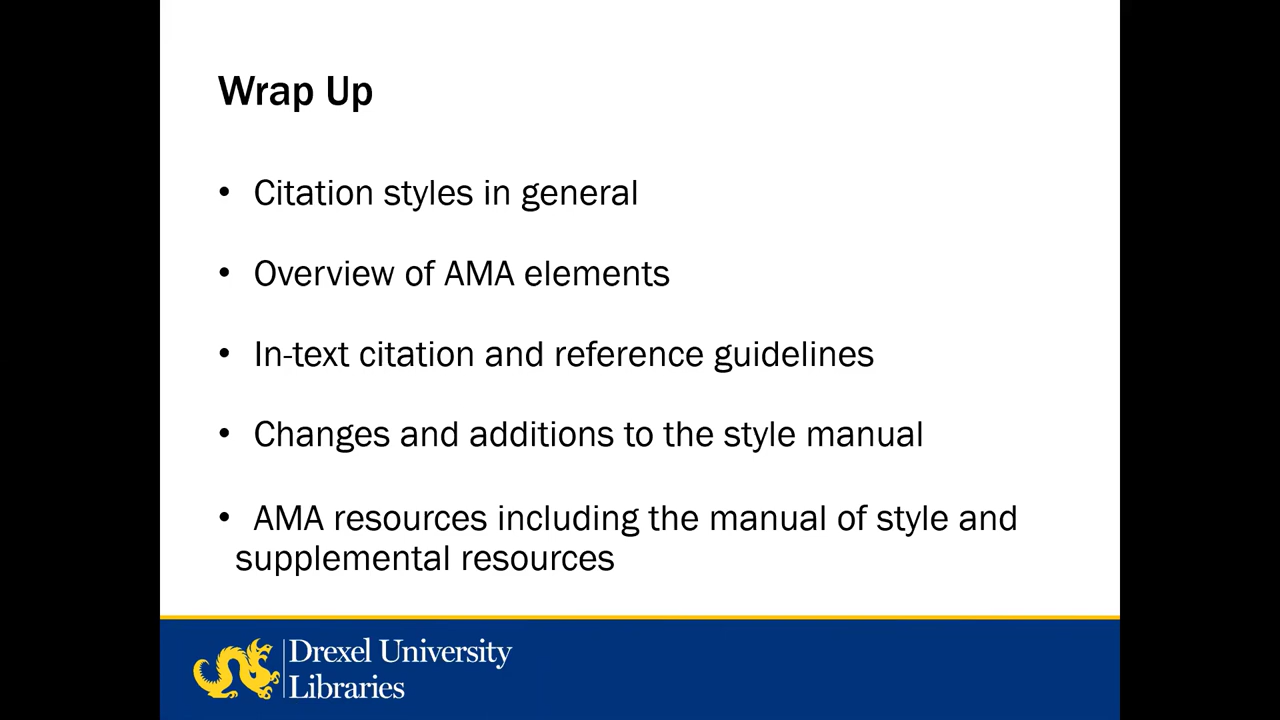 Wrap Up
• Citation styles in general
• Overview of AMA elements
• In-text citation and reference guidelines
• Changes and additions to the style manual
• AMA resources including the manual of style and
supplemental resources
Drexel University
Libraries